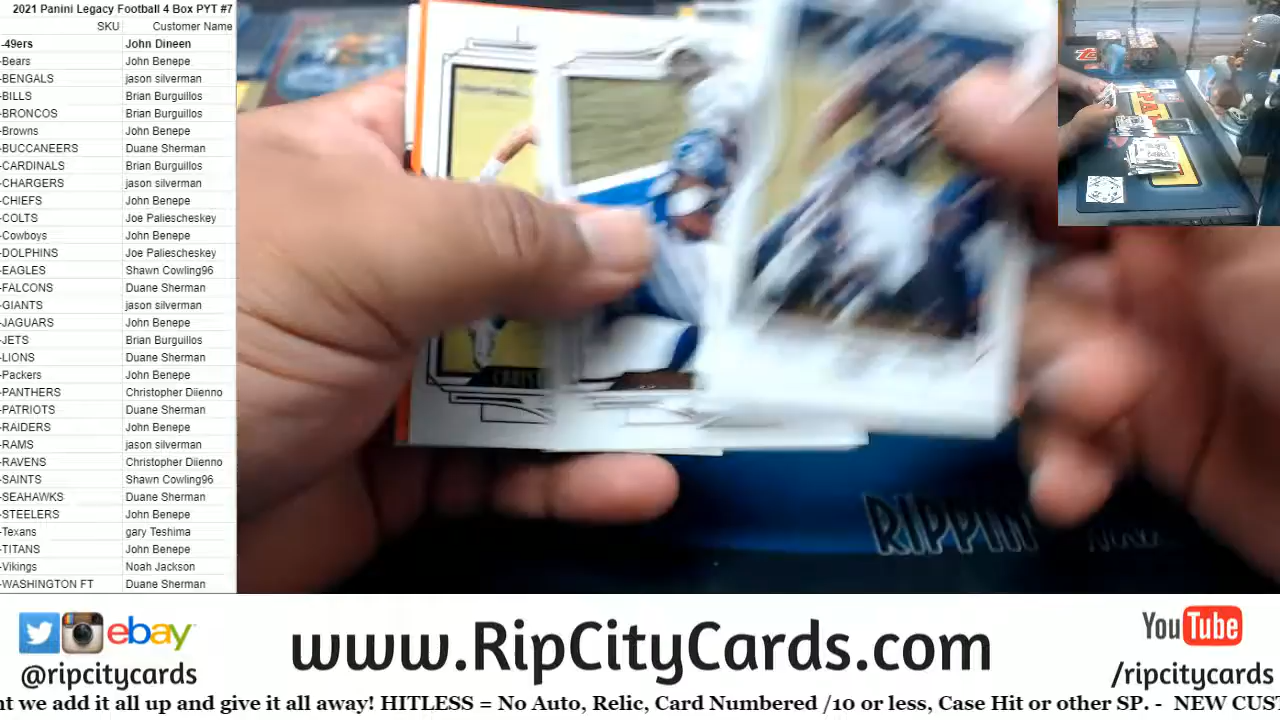 2021 Panini Legacy Football 4 Box PYT #7
SKU Customer Name
-49ers John Dineen
-Bears John Benepe
-BENGALS jason silverman
-BILLS Brian Burguillos
-BRONCOS Brian Burguillos
-Browns John Benepe
-BUCCANEERS Duane Sherman
-CARDINALS Brian Burguillos
-CHARGERS jason silverman
-CHIEFS John Benepe
-COLTS Joe Paliescheskey
-Cowboys John Benepe
-DOLPHINS Joe Paliescheskey
-EAGLES Shawn Cowling96
-FALCONS Duane Sherman
-GIANTS jason silverman
-JAGUARS John Benepe
-JETS Brian Burguillos
-LIONS Duane Sherman
-Packers John Benepe
-PANTHERS Christopher Diienno
-PATRIOTS Duane Sherman
-RAIDERS John Benepe
-RAMS jason silverman
-RAVENS Christopher Diienno
-SAINTS Shawn Cowling96
-SEAHAWKS Duane Sherman
-STEELERS John Benepe
-Texans gary Teshima
-TITANS John Benepe
-Vikings Noah Jackson
-WASHINGTON FT Duane Sherman
RIPPIN
ebay
@ripcitycards
www.RipCityCards.com
YouTube
/ripcitycards
nt we add it all up and give it all away! HITLESS = No Auto, Relic, Card Numbered /10 or less, Case Hit or other SP. - NEW CUS